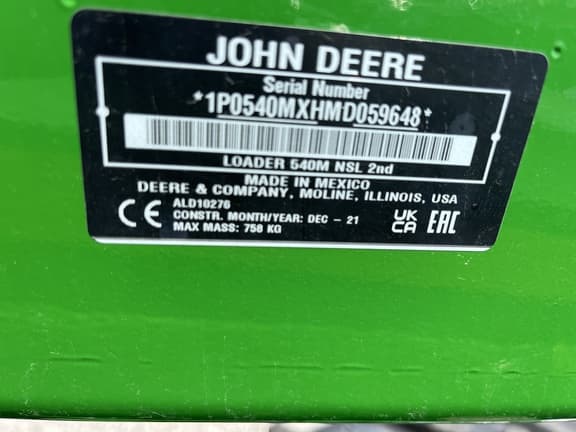 JOHN DEERE
Serial Number
*1P0540MXHMD059648*
LOADER 540M NSL 2nd
MADE IN MEXICO
DEERE & COMPANY, MOLINE, ILLINOIS, USA
ALD10276
CONSTR. MONTH/YEAR: DEC - 21
MAX MASS: 758 KG
CE
UK
CA
EAC